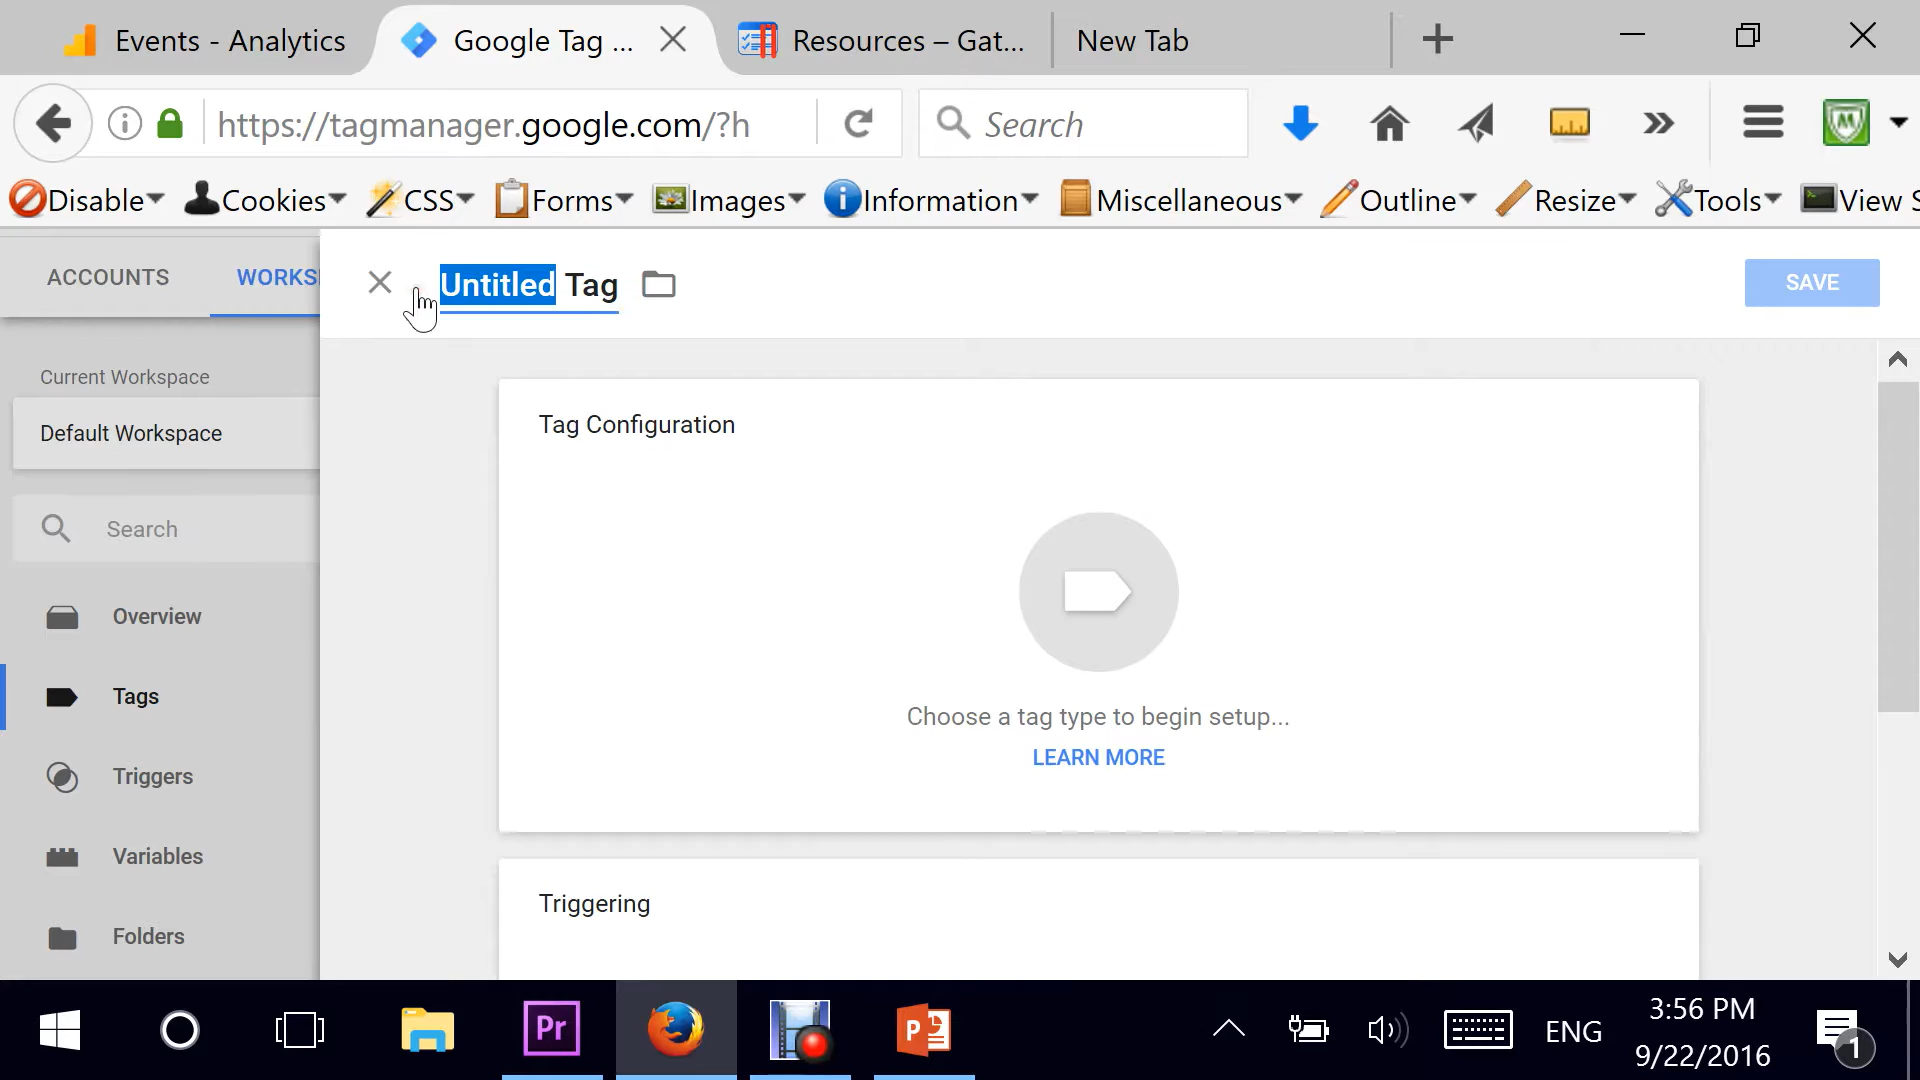 Events - Analytics
Google Tag ...
Resources – Gat...
New Tab
https://tagmanager.google.com/?h
Search
Disable
Cookies
CSS
Forms
Images
Information
Miscellaneous
Outline
Resize
Tools
View S
ACCOUNTS
WORKS
Untitled Tag
SAVE
Current Workspace
Default Workspace
Search
Overview
Tags
Triggers
Variables
Folders
Tag Configuration
Choose a tag type to begin setup...
LEARN MORE
Triggering
Pr
P
ENG
3:56 PM
9/22/2016
1